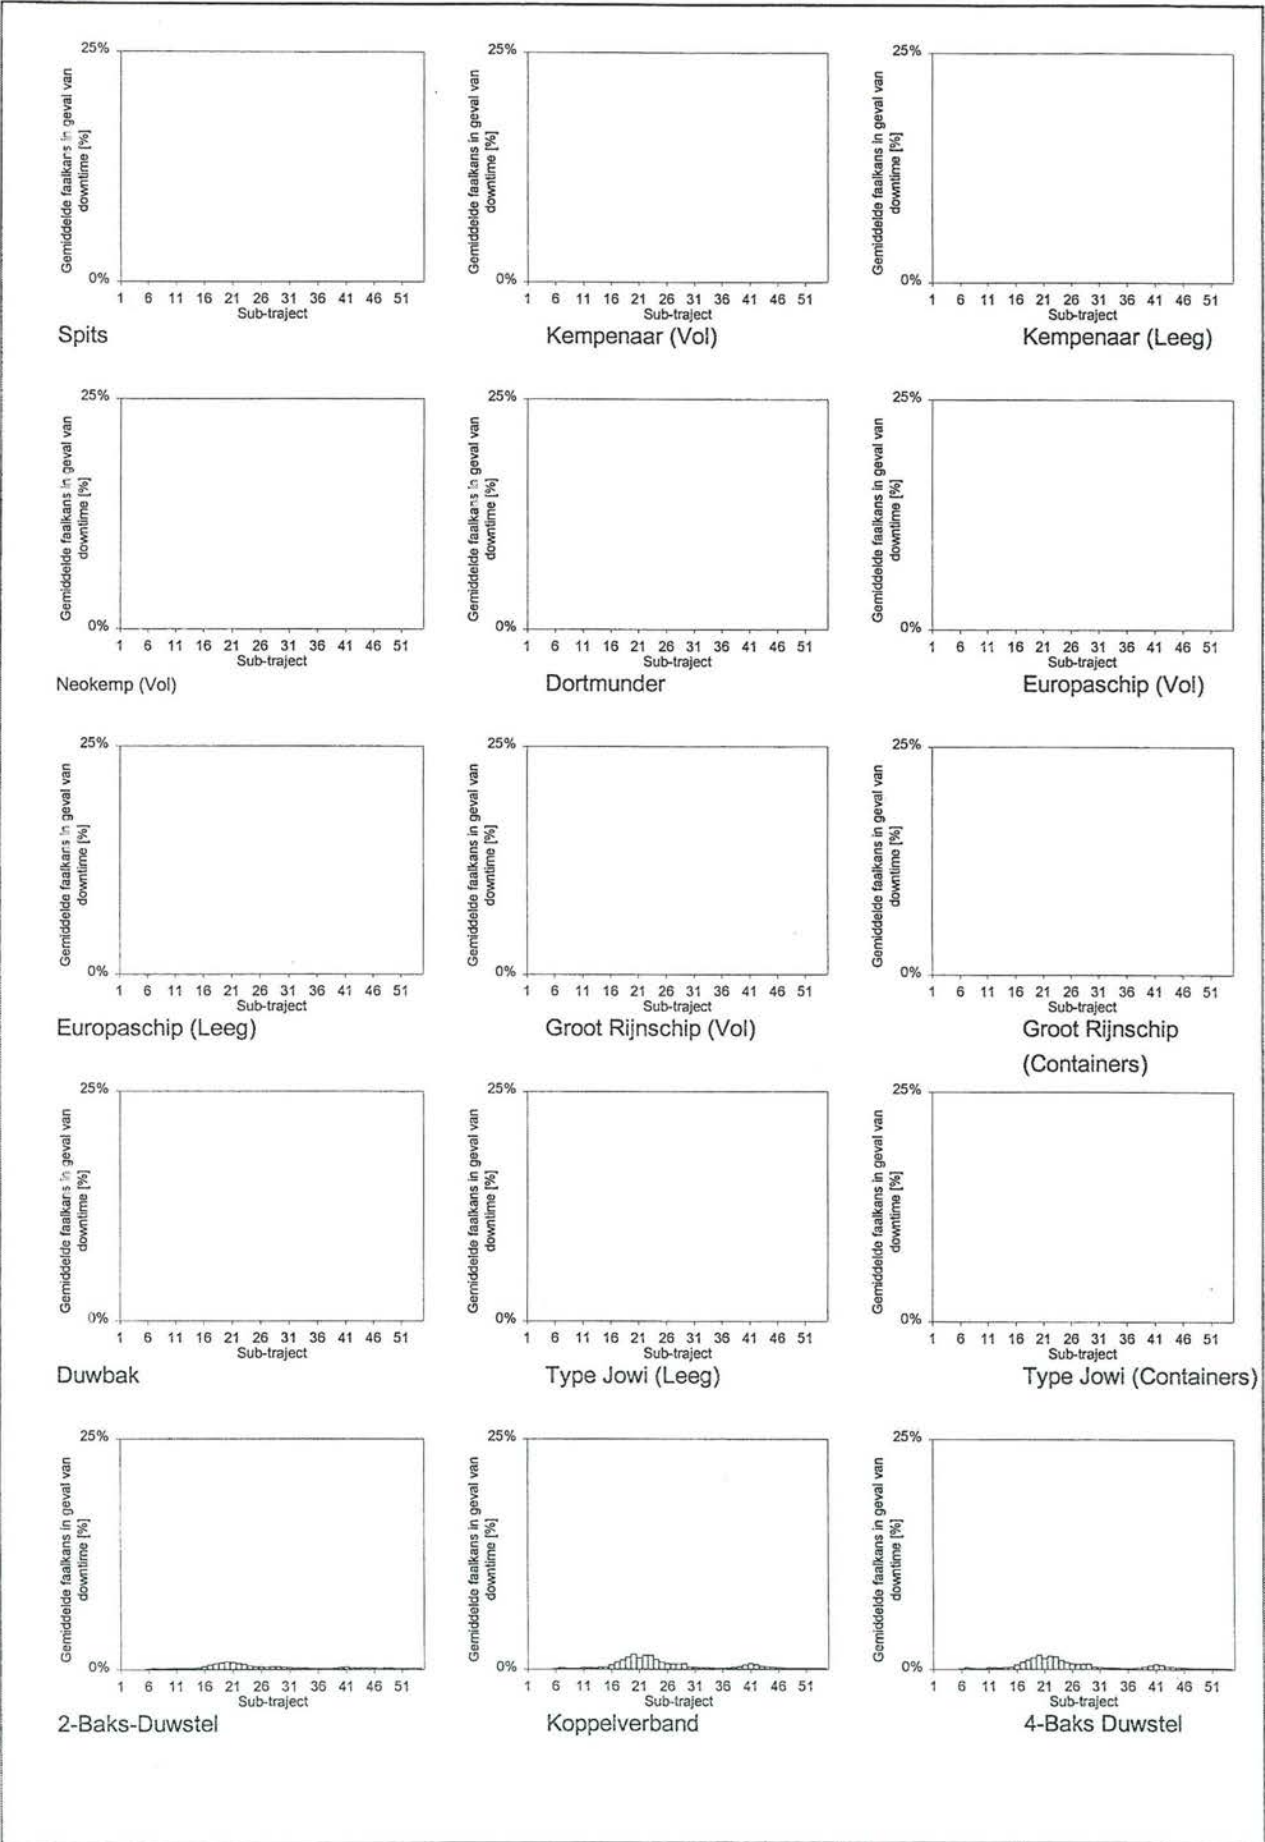 25%
Gemiddelde faalkans in geval van
downtime [%]
0%
1 6 11 16 21 26 31 36 41 46 51
Sub-traject
Spits
25%
Gemiddelde faalkans in geval van
downtime [%]
0%
1 6 11 16 21 26 31 36 41 46 51
Sub-traject
Kempenaar (Vol)
25%
Gemiddelde faalkans in geval van
downtime [%]
0%
1 6 11 16 21 26 31 36 41 46 51
Sub-traject
Kempenaar (Leeg)
25%
Gemiddelde faalkans in geval van
downtime [%]
0%
1 6 11 16 21 26 31 36 41 46 51
Sub-traject
Neokemp (Vol)
25%
Gemiddelde faalkans in geval van
downtime [%]
0%
1 6 11 16 21 26 31 36 41 46 51
Sub-traject
Dortmunder
25%
Gemiddelde faalkans in geval van
downtime [%]
0%
1 6 11 16 21 26 31 36 41 46 51
Sub-traject
Europaschip (Vol)
25%
Gemiddelde faalkans in geval van
downtime [%]
0%
1 6 11 16 21 26 31 36 41 46 51
Sub-traject
Europaschip (Leeg)
25%
Gemiddelde faalkans in geval van
downtime [%]
0%
1 6 11 16 21 26 31 36 41 46 51
Sub-traject
Groot Rijnschip (Vol)
25%
Gemiddelde faalkans in geval van
downtime [%]
0%
1 6 11 16 21 26 31 36 41 46 51
Sub-traject
Groot Rijnschip
(Containers)
25%
Gemiddelde faalkans in geval van
downtime [%]
0%
1 6 11 16 21 26 31 36 41 46 51
Sub-traject
Duwbak
25%
Gemiddelde faalkans in geval van
downtime [%]
0%
1 6 11 16 21 26 31 36 41 46 51
Sub-traject
Type Jowi (Leeg)
25%
Gemiddelde faalkans in geval van
downtime [%]
0%
1 6 11 16 21 26 31 36 41 46 51
Sub-traject
Type Jowi (Containers)
25%
Gemiddelde faalkans in geval van
downtime [%]
0%
1 6 11 16 21 26 31 36 41 46 51
Sub-traject
2-Baks-Duwstel
25%
Gemiddelde faalkans in geval van
downtime [%]
0%
1 6 11 16 21 26 31 36 41 46 51
Sub-traject
Koppelverband
25%
Gemiddelde faalkans in geval van
downtime [%]
0%
1 6 11 16 21 26 31 36 41 46 51
Sub-traject
4-Baks Duwstel